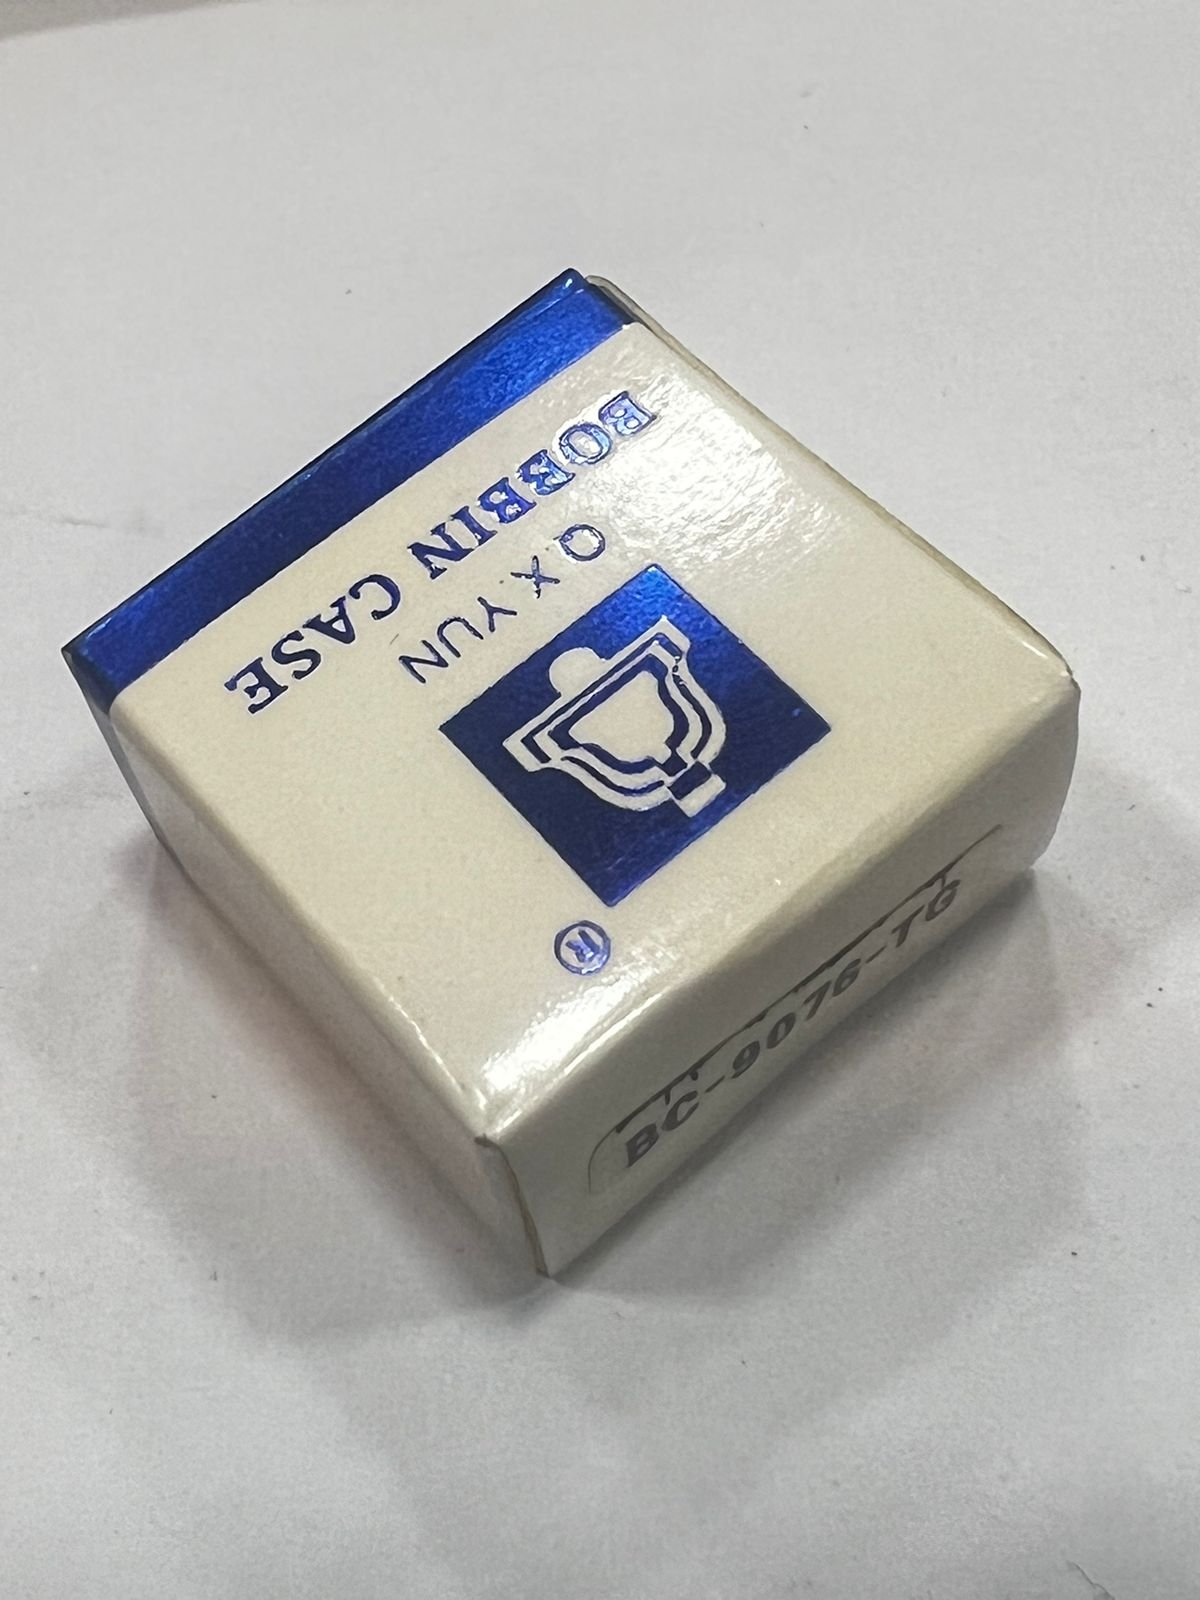 ®
Q X YUN
BOBBIN CASE
BC-9076-TG